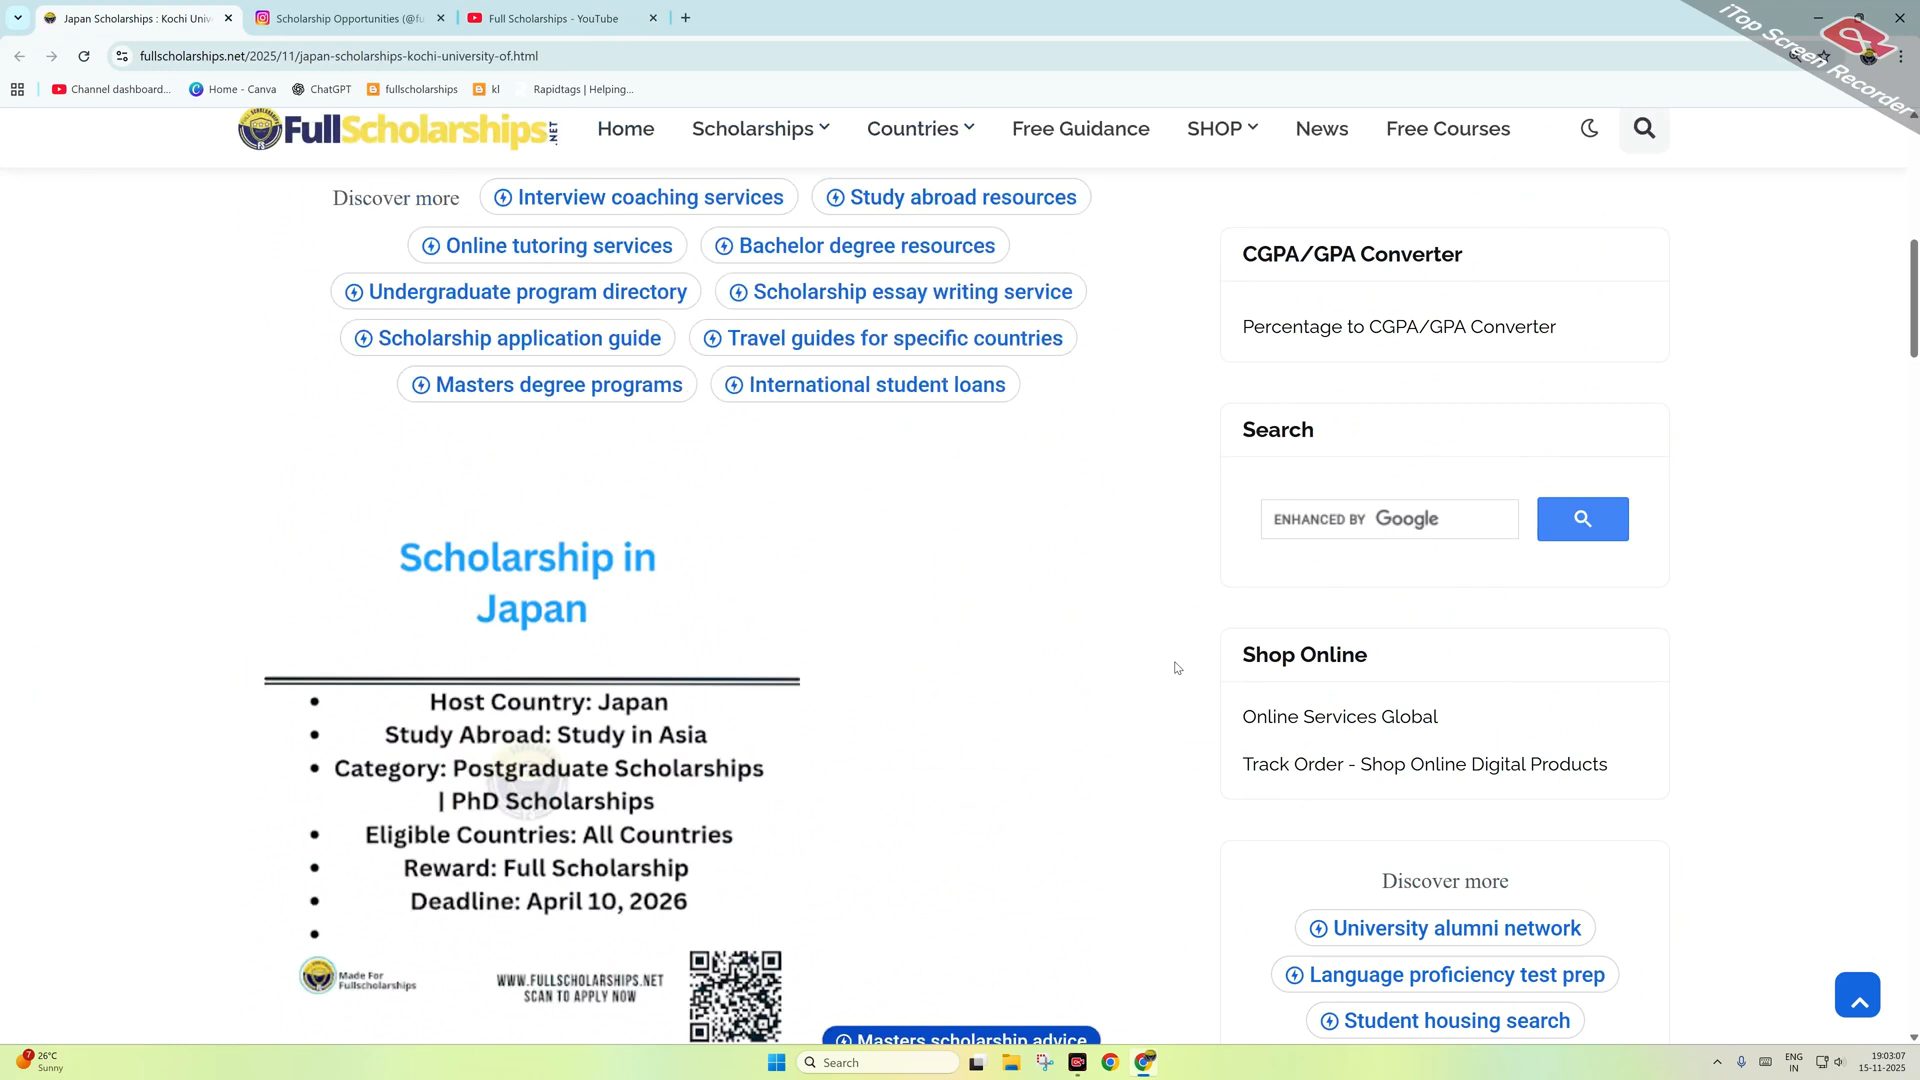 Japan Scholarships : Kochi Univ
Scholarship Opportunities (@fu
Full Scholarships - YouTube
iTop Screen Recorder
fullscholarships.net/2025/11/japan-scholarships-kochi-university-of.html
Channel dashboard...
Home - Canva
ChatGPT
fullscholarships
kl
Rapidtags | Helping...
FullScholarships.NET
Home
Scholarships
Countries
Free Guidance
SHOP
News
Free Courses
Discover more
Interview coaching services
Study abroad resources
Online tutoring services
Bachelor degree resources
Undergraduate program directory
Scholarship essay writing service
Scholarship application guide
Travel guides for specific countries
Masters degree programs
International student loans
Scholarship in
Japan
Host Country: Japan
Study Abroad: Study in Asia
Category: Postgraduate Scholarships
| PhD Scholarships
Eligible Countries: All Countries
Reward: Full Scholarship
Deadline: April 10, 2026
Made For
Fullscholarships
WWW.FULLSCHOLARSHIPS.NET
SCAN TO APPLY NOW
Masters scholarship advice
CGPA/GPA Converter
Percentage to CGPA/GPA Converter
Search
ENHANCED BY Google
Shop Online
Online Services Global
Track Order - Shop Online Digital Products
Discover more
University alumni network
Language proficiency test prep
Student housing search
7
26°C
Sunny
Search
ENG
IN
19:03:07
15-11-2025